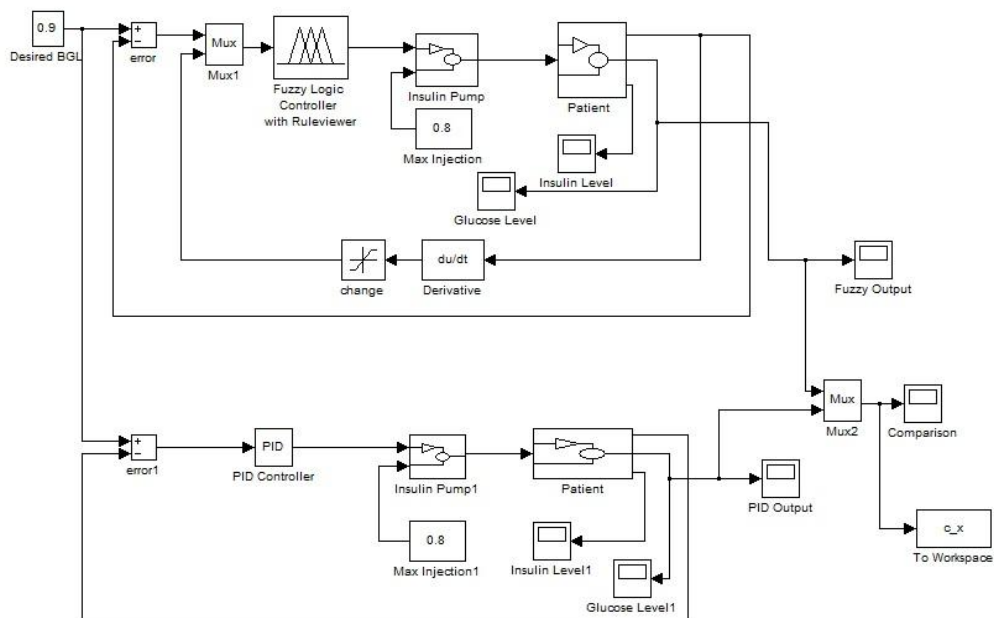 0.9
Desired BGL
+
−
error
Mux
Mux1
Fuzzy Logic
Controller
with Ruleviewer
Insulin Pump
0.8
Max Injection
Patient
Insulin Level
Glucose Level
change
du/dt
Derivative
Fuzzy Output
+
−
error1
PID
PID Controller
Insulin Pump1
0.8
Max Injection1
Patient
Insulin Level1
Glucose Level1
PID Output
Mux
Mux2
Comparison
c_x
To Workspace